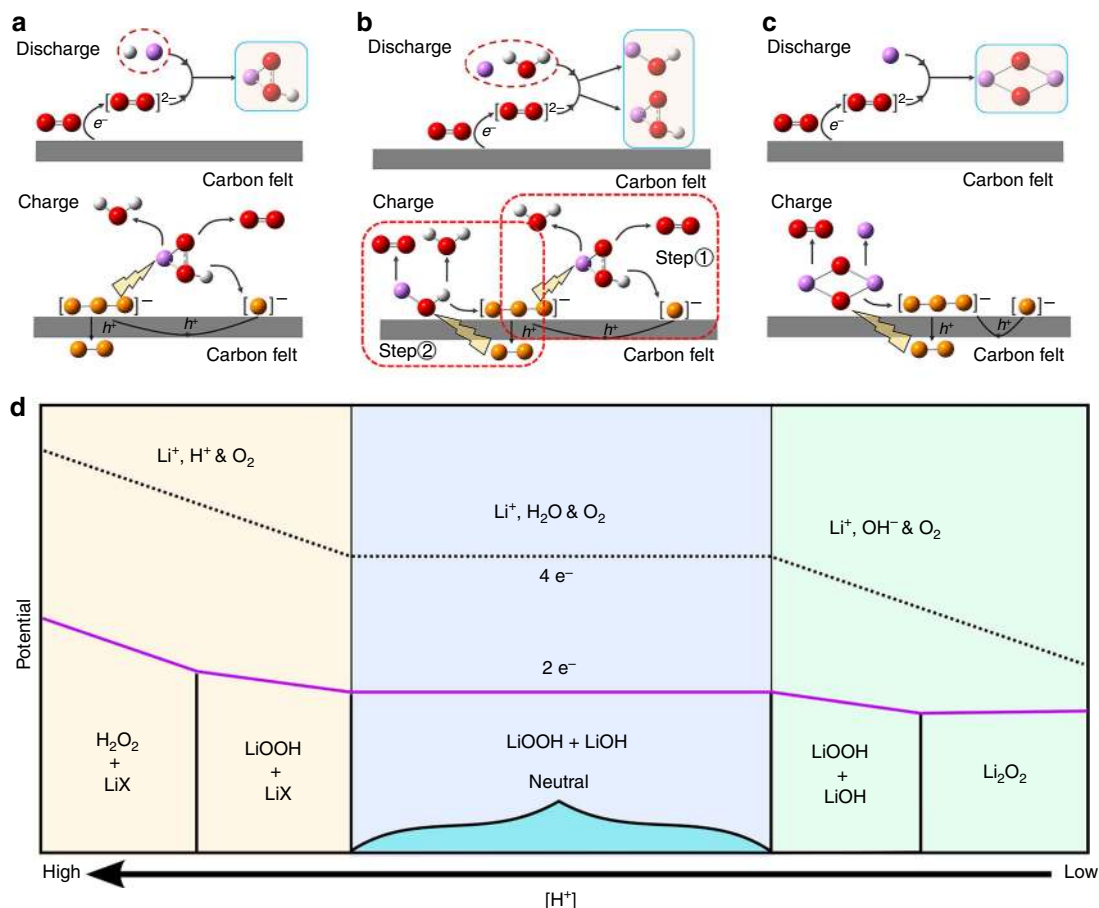 a
Discharge
[ ]²⁻
e⁻
Carbon felt
Charge
[ ]⁻
[ ]⁻
h⁺
h⁺
Carbon felt
b
Discharge
[ ]²⁻
e⁻
Carbon felt
Charge
Step①
[ ]⁻
[ ]⁻
h⁺
h⁺
Step②
Carbon felt
c
Discharge
[ ]²⁻
e⁻
Carbon felt
Charge
[ ]⁻
[ ]⁻
h⁺
h⁺
Carbon felt
d
Potential
Li⁺, H⁺ & O₂
Li⁺, H₂O & O₂
Li⁺, OH⁻ & O₂
4 e⁻
2 e⁻
H₂O₂
+
LiX
LiOOH
+
LiX
LiOOH + LiOH
Neutral
LiOOH
+
LiOH
Li₂O₂
High
Low
[H⁺]